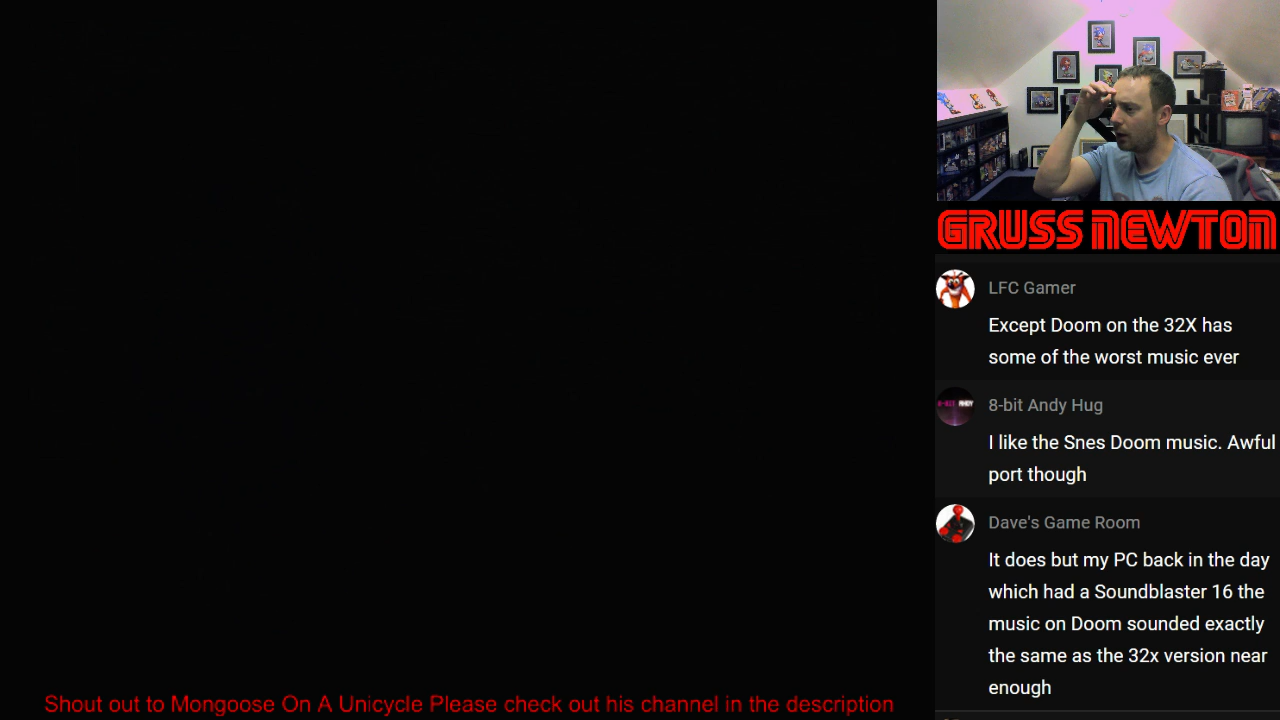 GRUSS NEWTON
LFC Gamer
Except Doom on the 32X has
some of the worst music ever
8-bit Andy Hug
I like the Snes Doom music. Awful
port though
Dave's Game Room
It does but my PC back in the day
which had a Soundblaster 16 the
music on Doom sounded exactly
the same as the 32x version near
enough
Shout out to Mongoose On A Unicycle Please check out his channel in the description